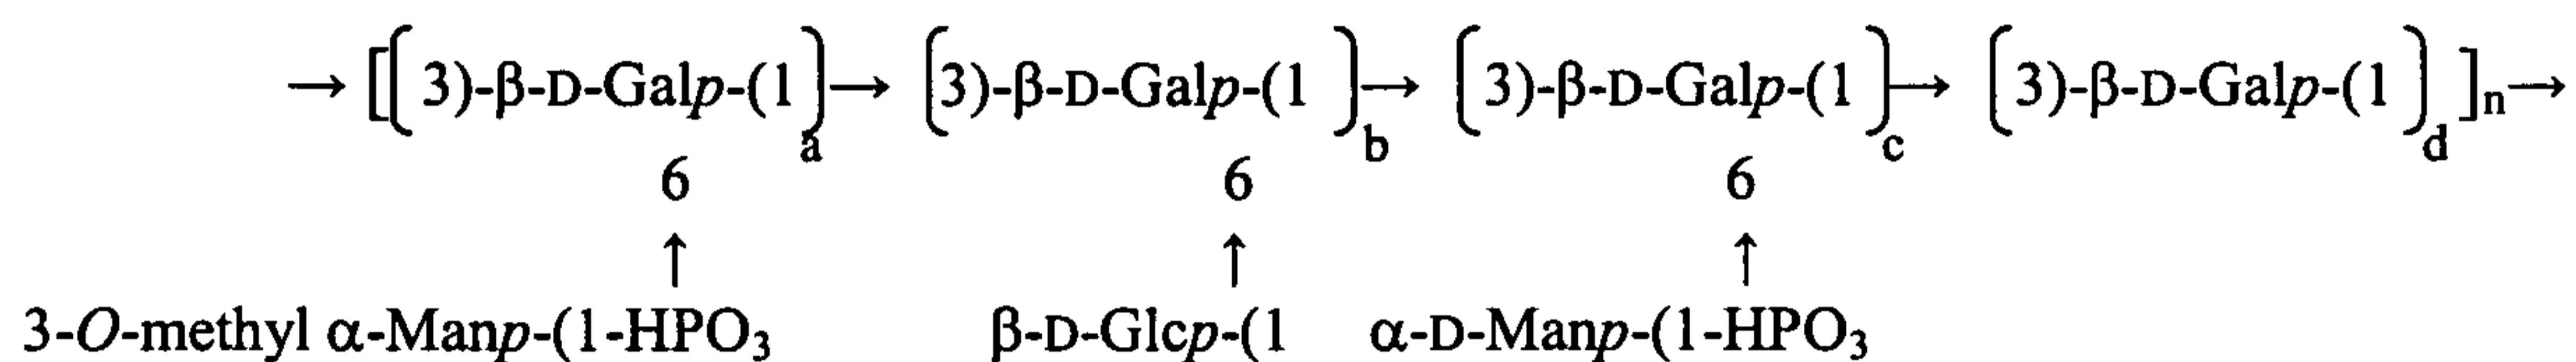 → [( 3)-β-D-Galp-(1 )a→ (3)-β-D-Galp-(1 )b→ (3)-β-D-Galp-(1 )c→ (3)-β-D-Galp-(1 )d ]n→
6 6 6
↑ ↑ ↑
3-O-methyl α-Manp-(1-HPO₃ β-D-Glcp-(1 α-D-Manp-(1-HPO₃